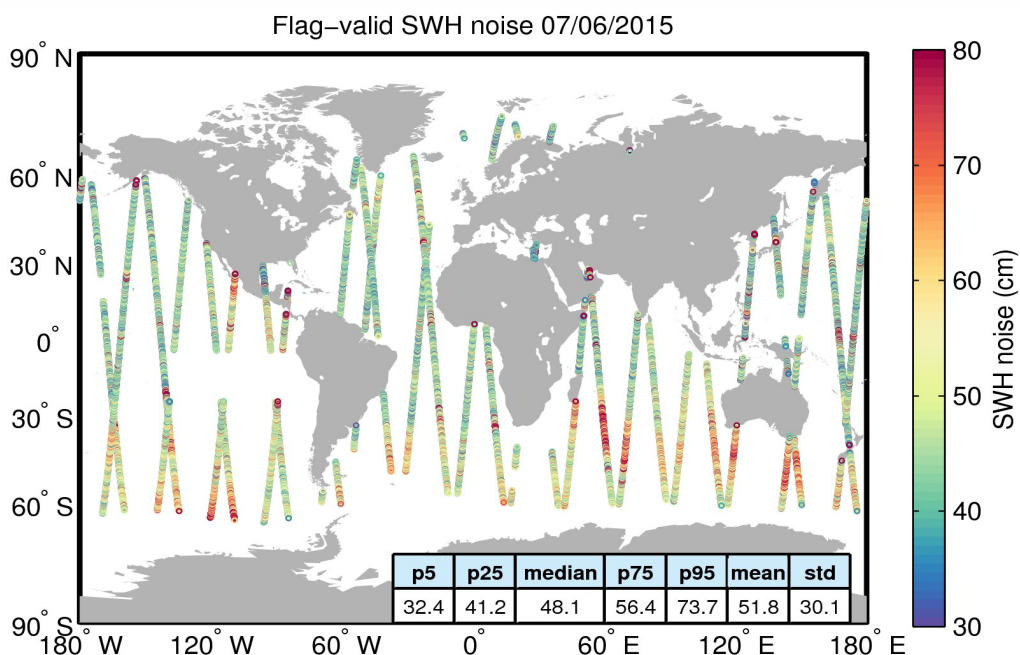 Flag−valid SWH noise 07/06/2015
90° N
60° N
30° N
0°
30° S
60° S
90° S
180° W
120° W
60° W
0°
60° E
120° E
180° E
80
70
60
50
40
30
SWH noise (cm)
p5 p25 median p75 p95 mean std
32.4 41.2 48.1 56.4 73.7 51.8 30.1